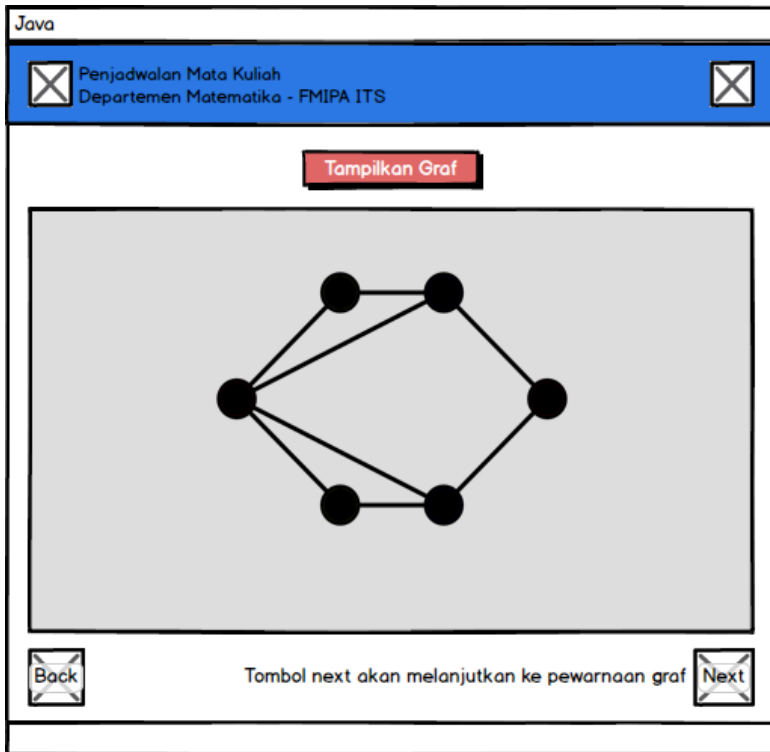 Java
Penjadwalan Mata Kuliah
Departemen Matematika - FMIPA ITS
Tampilkan Graf
Back
Tombol next akan melanjutkan ke pewarnaan graf
Next